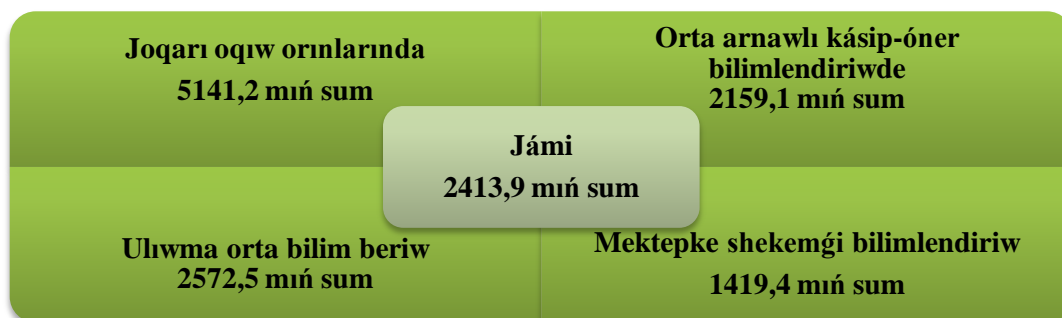 Joqarı oqıw orınlarında
5141,2 mıń sum
Orta arnawlı kásip-óner
bilimlendiriwde
2159,1 mıń sum
Jámi
2413,9 mıń sum
Ulıwma orta bilim beriw
2572,5 mıń sum
Mektepke shekemǵi bilimlendiriw
1419,4 mıń sum